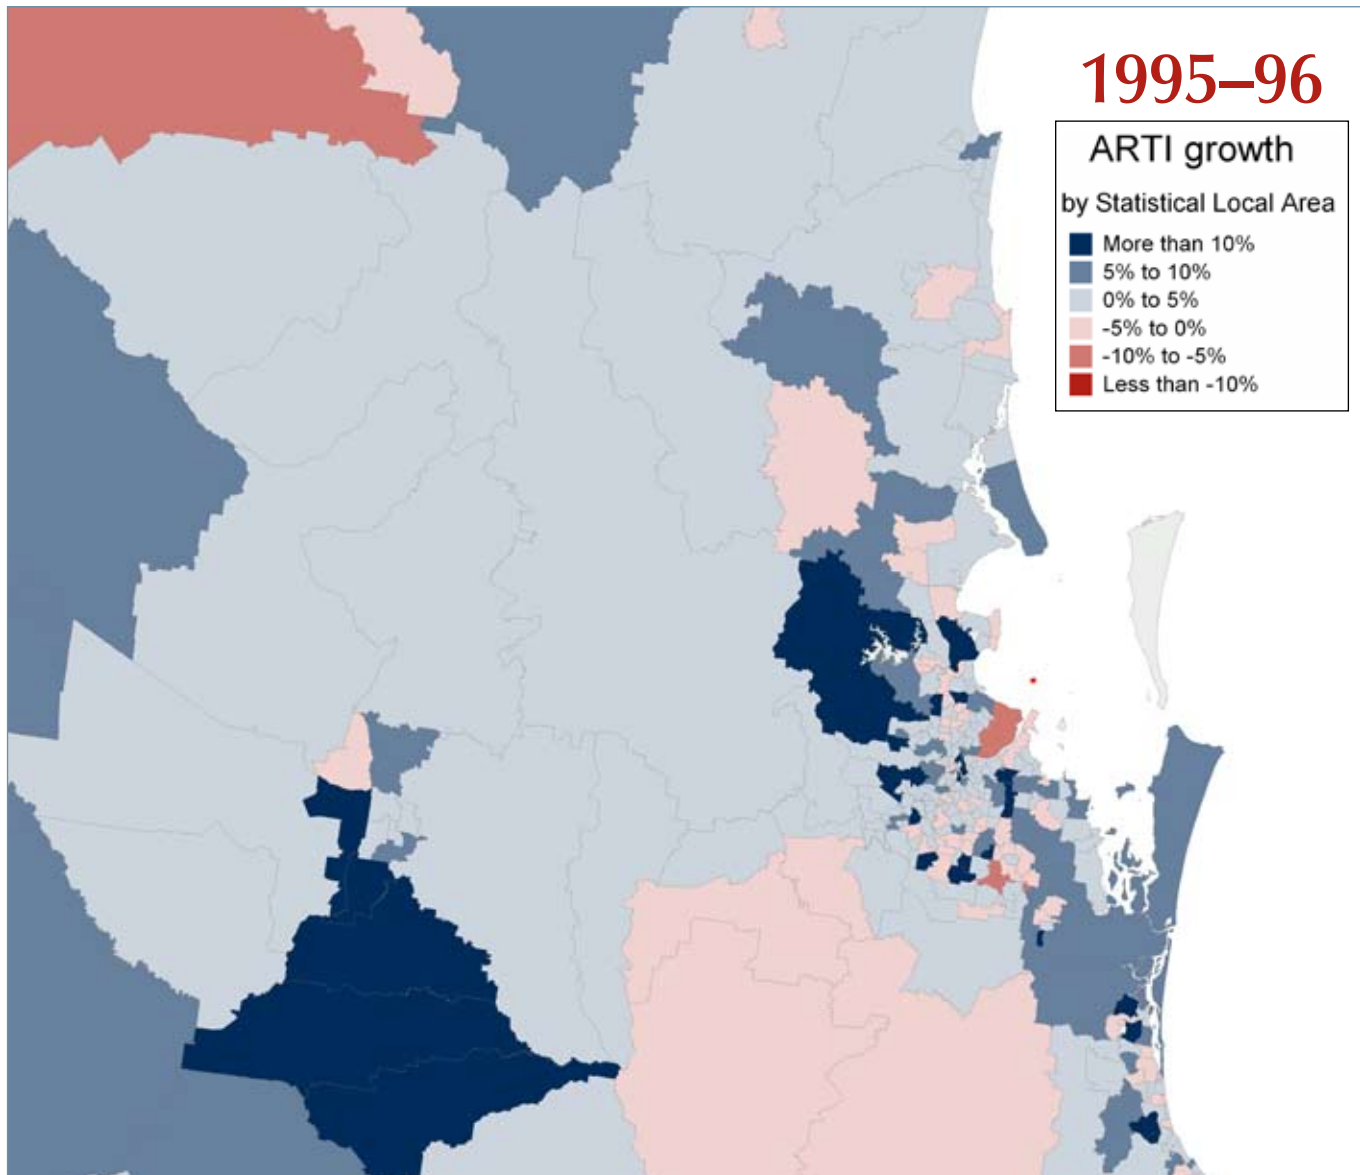 1995–96
ARTI growth
by Statistical Local Area
More than 10%
5% to 10%
0% to 5%
-5% to 0%
-10% to -5%
Less than -10%